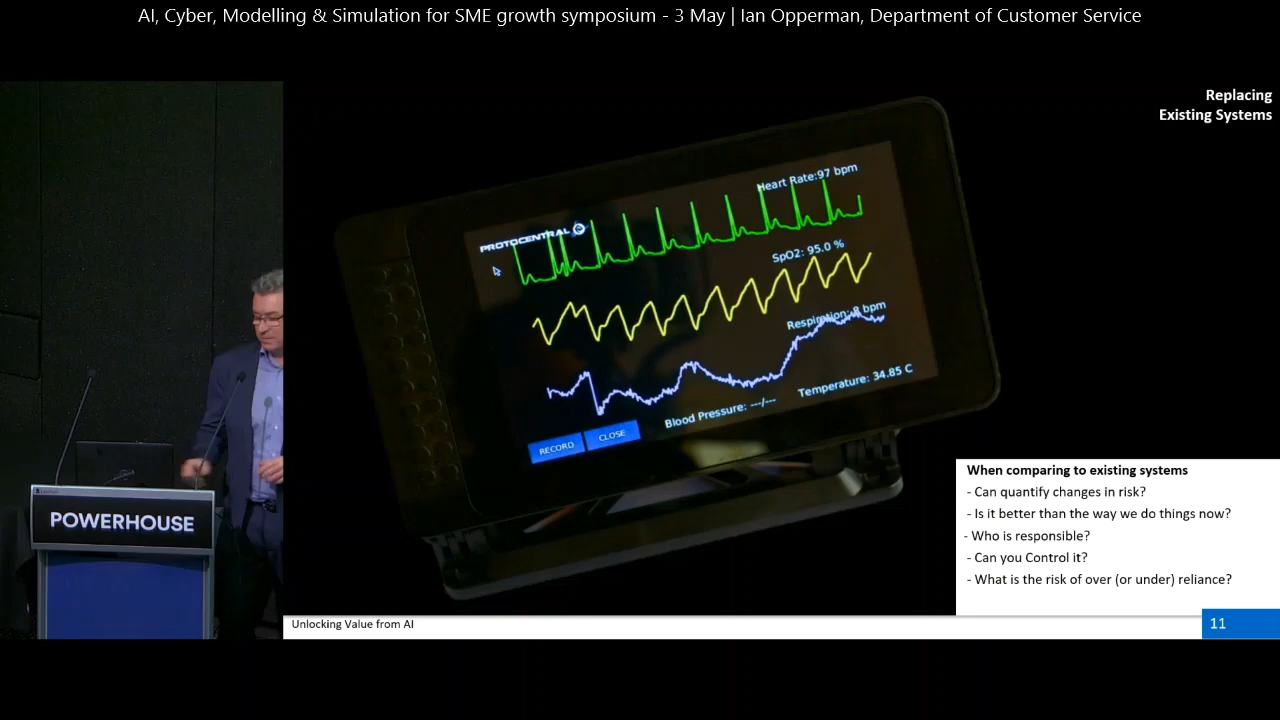 AI, Cyber, Modelling & Simulation for SME growth symposium - 3 May | Ian Opperman, Department of Customer Service
Replacing
Existing Systems
Heart Rate:97 bpm
PROTOCENTRAL
SpO2: 95.0 %
Respiration: 8 bpm
Temperature: 34.85 C
Blood Pressure: ---/---
RECORD
CLOSE
When comparing to existing systems
- Can quantify changes in risk?
- Is it better than the way we do things now?
- Who is responsible?
- Can you Control it?
- What is the risk of over (or under) reliance?
POWERHOUSE
Unlocking Value from AI
11